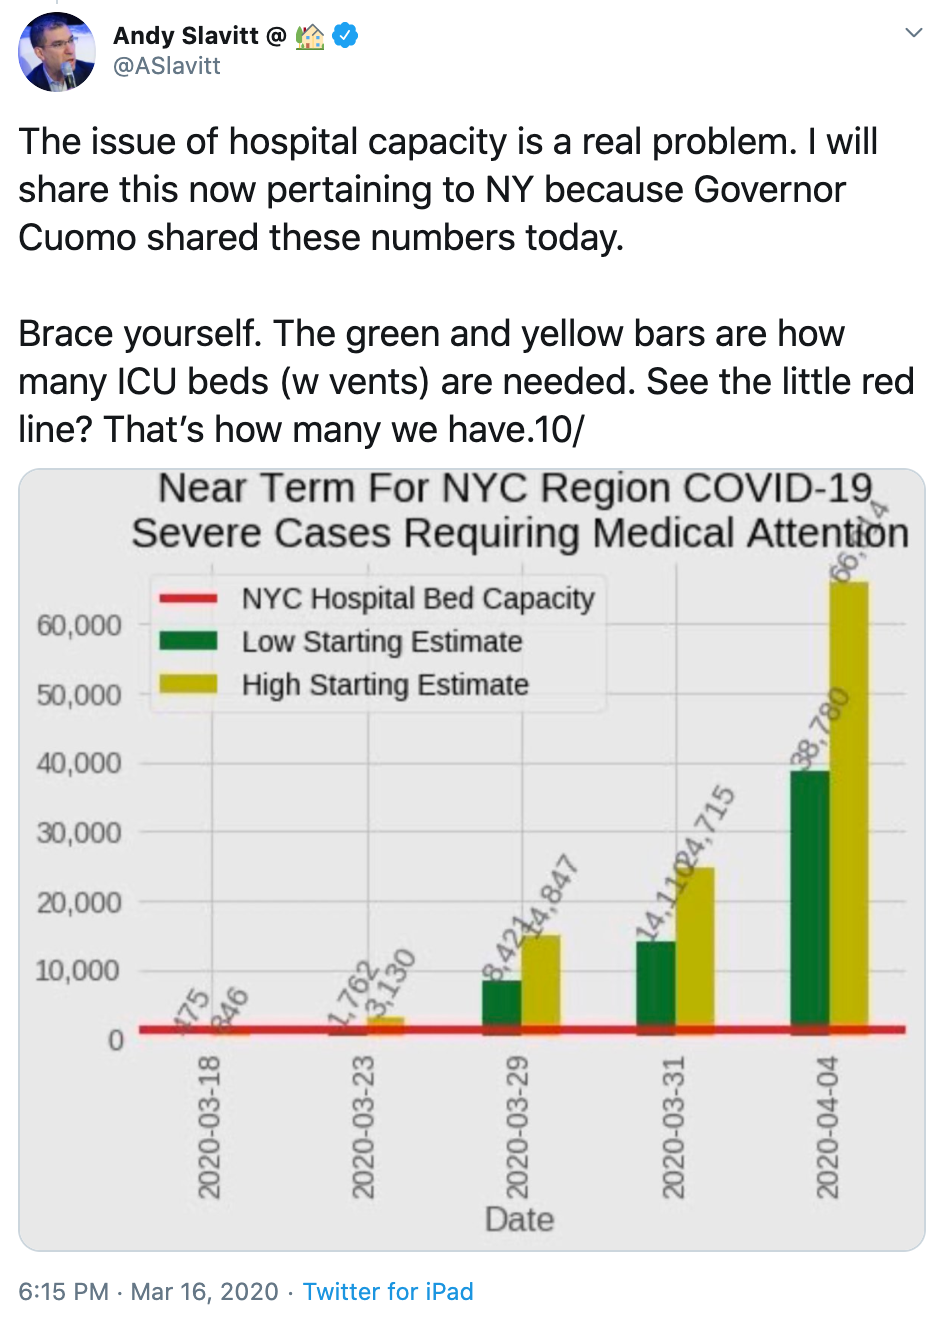 Andy Slavitt @ 🏡
@ASlavitt
The issue of hospital capacity is a real problem. I will
share this now pertaining to NY because Governor
Cuomo shared these numbers today.
Brace yourself. The green and yellow bars are how
many ICU beds (w vents) are needed. See the little red
line? That’s how many we have.10/
Near Term For NYC Region COVID-19
Severe Cases Requiring Medical Attention
NYC Hospital Bed Capacity
Low Starting Estimate
High Starting Estimate
60,000
50,000
40,000
30,000
20,000
10,000
0
475
846
1,762
3,130
8,421
14,847
14,110
24,715
38,780
2020-03-18
2020-03-23
2020-03-29
2020-03-31
2020-04-04
Date
6:15 PM · Mar 16, 2020 · Twitter for iPad